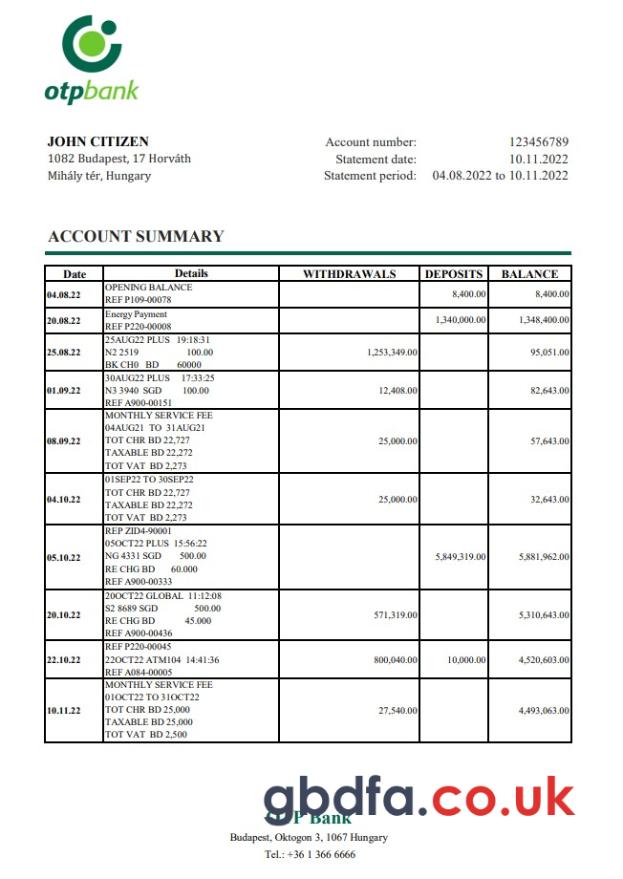 otpbank
JOHN CITIZEN
1082 Budapest, 17 Horváth
Mihály tér, Hungary
Account number: 123456789
Statement date: 10.11.2022
Statement period: 04.08.2022 to 10.11.2022
ACCOUNT SUMMARY
Date Details WITHDRAWALS DEPOSITS BALANCE
04.08.22 OPENING BALANCE 8,400.00 8,400.00
REF P109-00078
20.08.22 Energy Payment 1,340,000.00 1,348,400.00
REF P220-00008
25AUG22 PLUS 19:18:31
25.08.22 N2 2519 100.00 1,253,349.00 95,051.00
BK CH0 BD 60000
30AUG22 PLUS 17:33:25
01.09.22 N3 3940 SGD 100.00 12,408.00 82,643.00
REF A900-00151
MONTHLY SERVICE FEE
04AUG21 TO 31AUG21
08.09.22 TOT CHR BD 22,727 25,000.00 57,643.00
TAXABLE BD 22,272
TOT VAT BD 2,273
01SEP22 TO 30SEP22
04.10.22 TOT CHR BD 22,727 25,000.00 32,643.00
TAXABLE BD 22,272
TOT VAT BD 2,273
REP ZID4-90001
05OCT22 PLUS 15:56:22
05.10.22 NG 4331 SGD 500.00 5,849,319.00 5,881,962.00
RE CHG BD 60.000
REF A900-00333
20OCT22 GLOBAL 11:12:08
20.10.22 S2 8689 SGD 500.00 571,319.00 5,310,643.00
RE CHG BD 45.000
REF A900-00436
REF P220-00045
22.10.22 22OCT22 ATM104 14:41:36 800,040.00 10,000.00 4,520,603.00
REF A084-00005
MONTHLY SERVICE FEE
01OCT22 TO 31OCT22
10.11.22 TOT CHR BD 25,000 27,540.00 4,493,063.00
TAXABLE BD 25,000
TOT VAT BD 2,500
gbdfa.co.uk
P Bank
Budapest, Oktogon 3, 1067 Hungary
Tel.: +36 1 366 6666